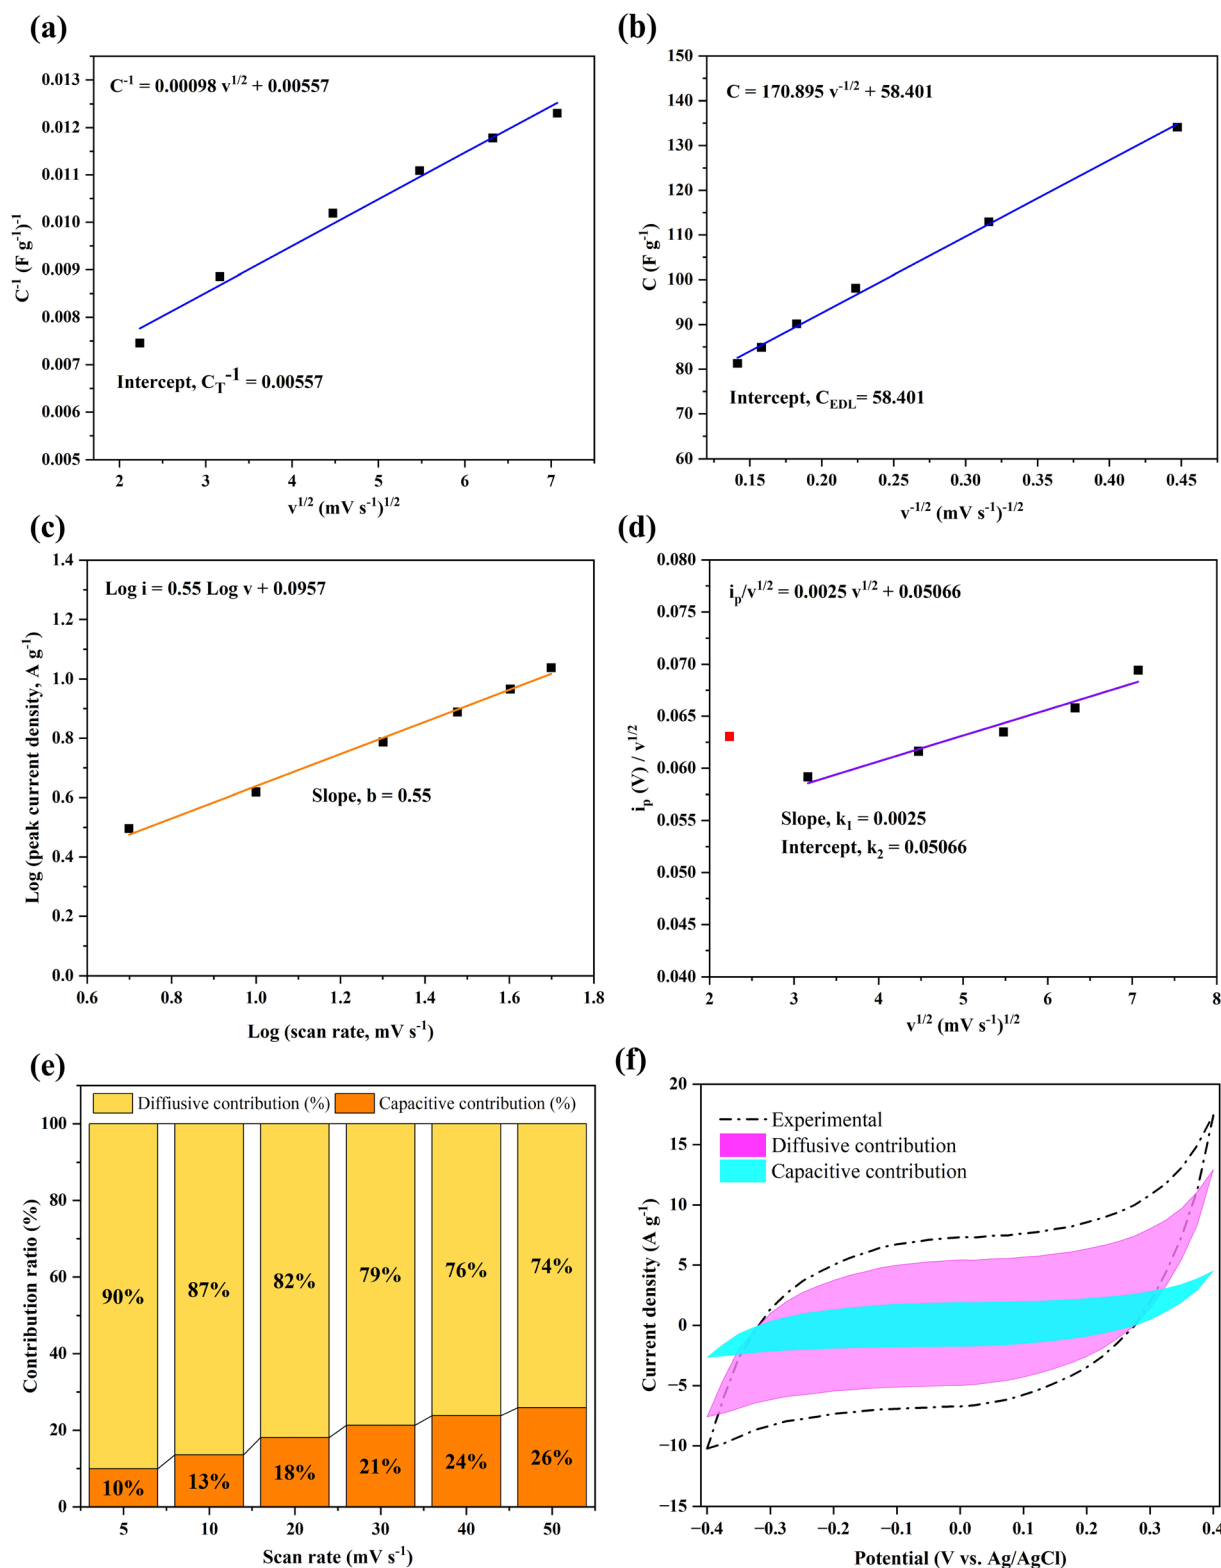 (a)
C⁻¹ = 0.00098 v^1/2 + 0.00557
0.013
0.012
0.011
0.010
0.009
0.008
0.007
0.006
0.005
C⁻¹ (F g⁻¹)⁻¹
Intercept, C_T⁻¹ = 0.00557
2 3 4 5 6 7
v^1/2 (mV s⁻¹)^1/2
(b)
C = 170.895 v^-1/2 + 58.401
150
140
130
120
110
100
90
80
70
60
C (F g⁻¹)
Intercept, C_EDL= 58.401
0.15 0.20 0.25 0.30 0.35 0.40 0.45
v^-1/2 (mV s⁻¹)^-1/2
(c)
Log i = 0.55 Log v + 0.0957
1.4
1.2
1.0
0.8
0.6
0.4
0.2
0.0
Log (peak current density, A g⁻¹)
Slope, b = 0.55
0.6 0.8 1.0 1.2 1.4 1.6 1.8
Log (scan rate, mV s⁻¹)
(d)
i_p/v^1/2 = 0.0025 v^1/2 + 0.05066
0.080
0.075
0.070
0.065
0.060
0.055
0.050
0.045
0.040
i_p (V) / v^1/2
Slope, k₁ = 0.0025
Intercept, k₂ = 0.05066
2 3 4 5 6 7 8
v^1/2 (mV s⁻¹)^1/2
(e)
Diffiusive contribution (%) Capacitive contribution (%)
100
80
60
40
20
0
Contribution ratio (%)
90% 87% 82% 79% 76% 74%
10% 13% 18% 21% 24% 26%
5 10 20 30 40 50
Scan rate (mV s⁻¹)
(f)
Experimental
Diffusive contribution
Capacitive contribution
20
15
10
5
0
−5
−10
−15
Current density (A g⁻¹)
−0.4 −0.3 −0.2 −0.1 0.0 0.1 0.2 0.3 0.4
Potential (V vs. Ag/AgCl)